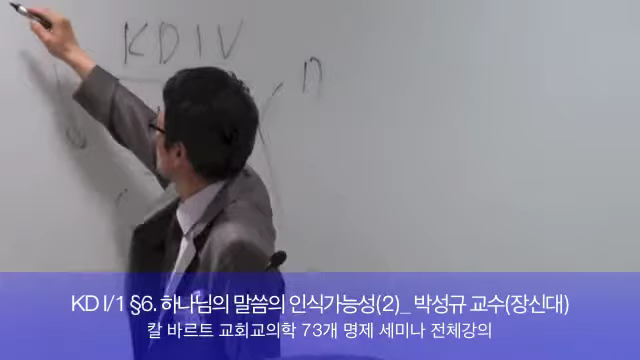 KD IV
n
KD I/1 §6. 하나님의 말씀의 인식가능성(2)_ 박성규 교수(장신대)
칼 바르트 교회교의학 73개 명제 세미나 전체강의